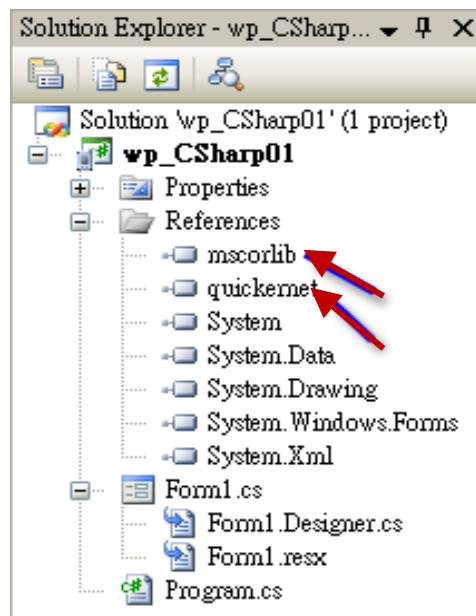 Solution Explorer - wp_CSharp...
Solution 'wp_CSharp01' (1 project)
wp_CSharp01
Properties
References
mscorlib
quickernet
System
System.Data
System.Drawing
System.Windows.Forms
System.Xml
Form1.cs
Form1.Designer.cs
Form1.resx
Program.cs